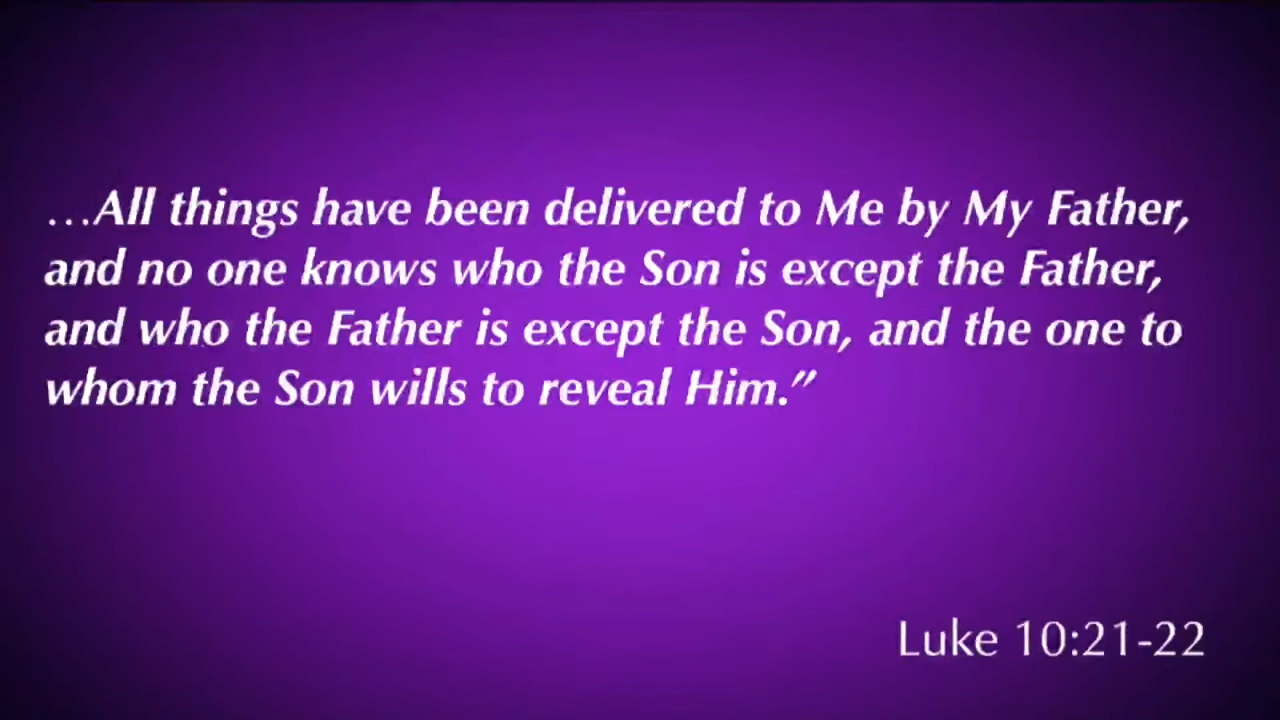 …All things have been delivered to Me by My Father,
and no one knows who the Son is except the Father,
and who the Father is except the Son, and the one to
whom the Son wills to reveal Him.”
Luke 10:21-22